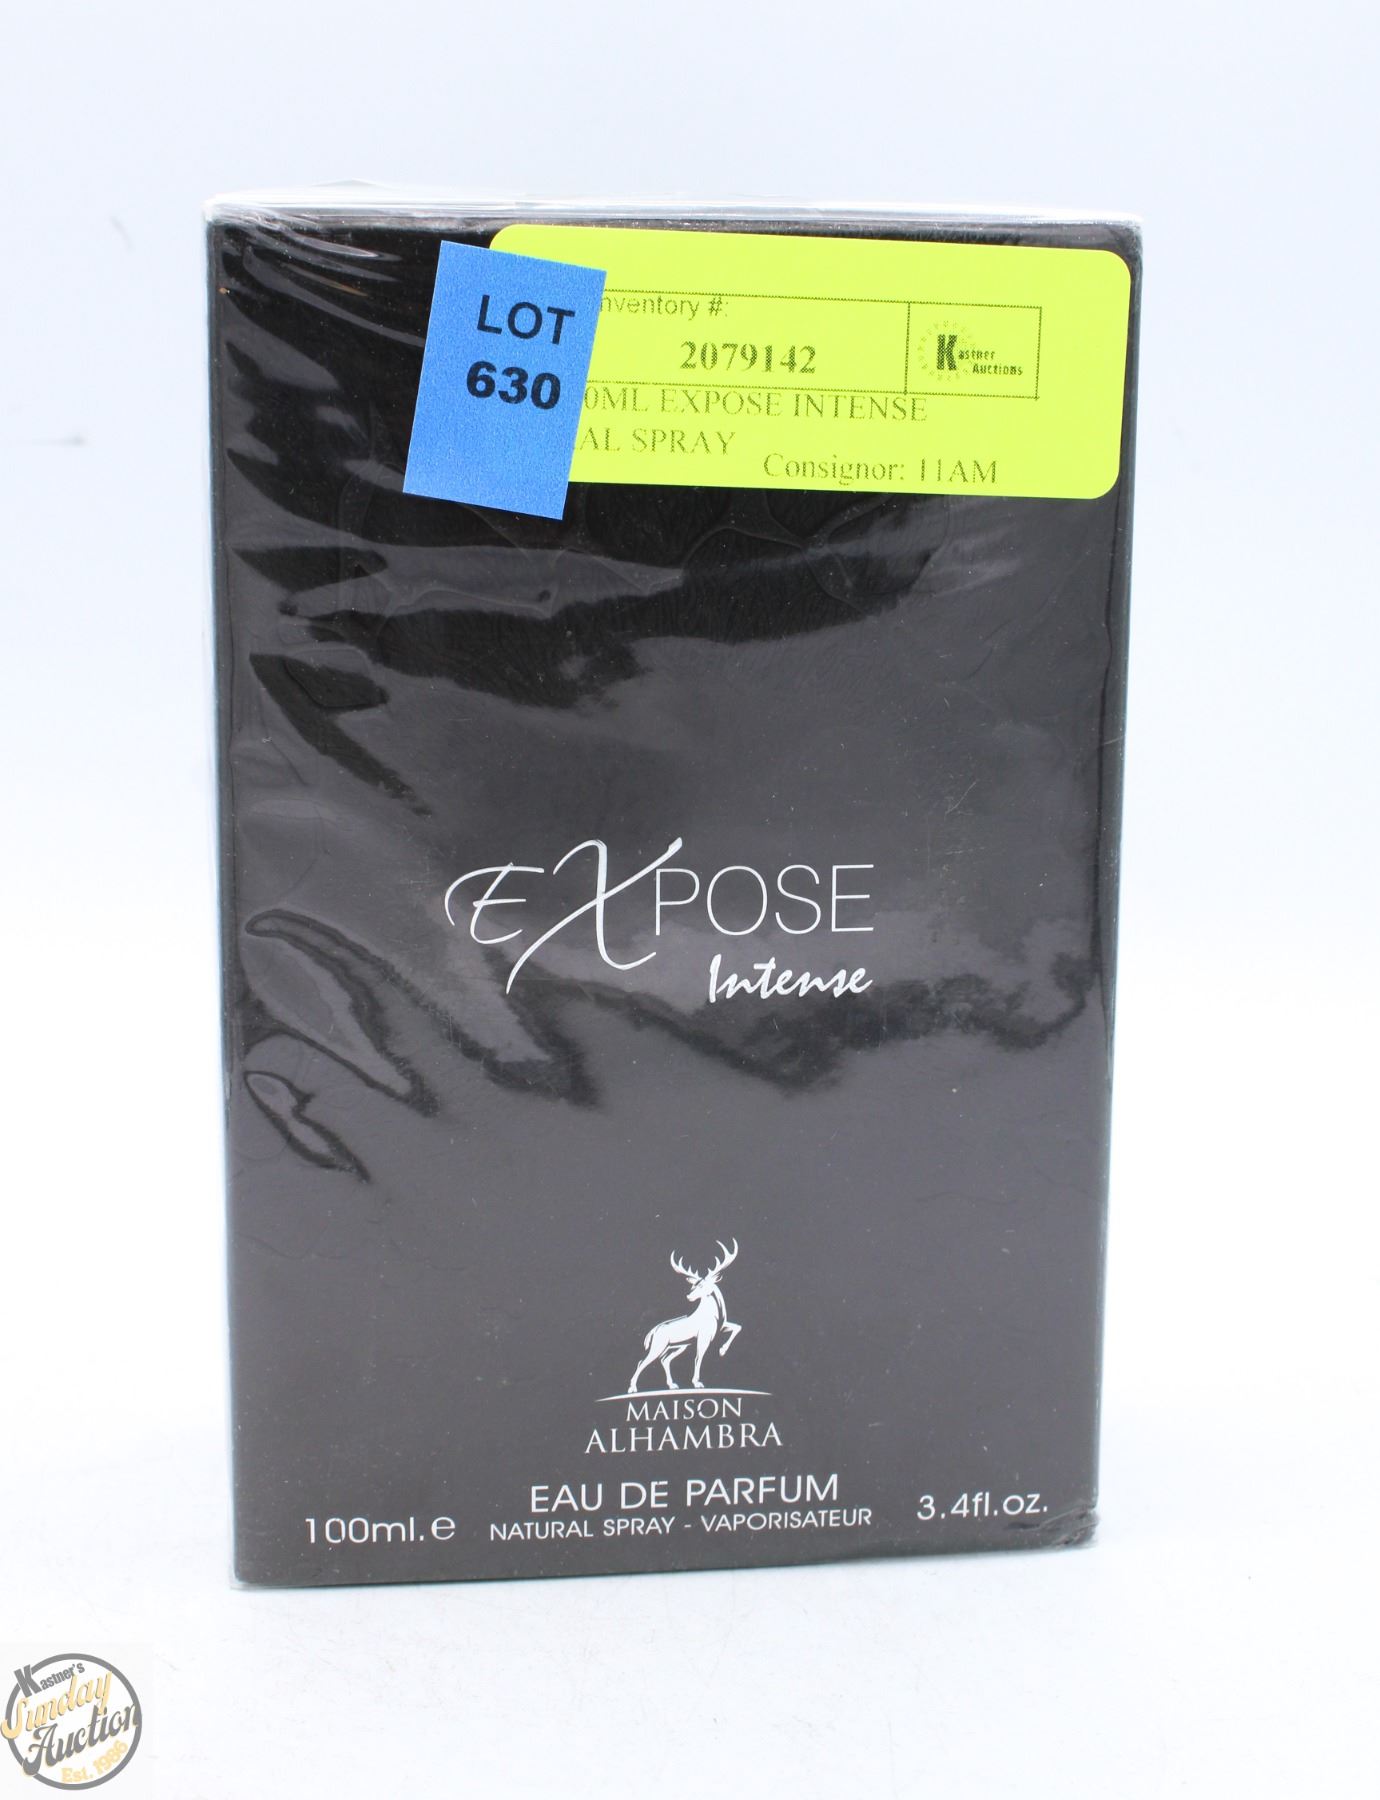 LOT
630
nventory #:
2079142
Kastner
Auctions
0ML EXPOSE INTENSE
AL SPRAY
Consignor: 11AM
EXPOSE
Intense
MAISON
ALHAMBRA
EAU DE PARFUM
100ml.e
NATURAL SPRAY - VAPORISATEUR
3.4fl.oz.
Kastner's
Sunday
Auction
Est. 1986